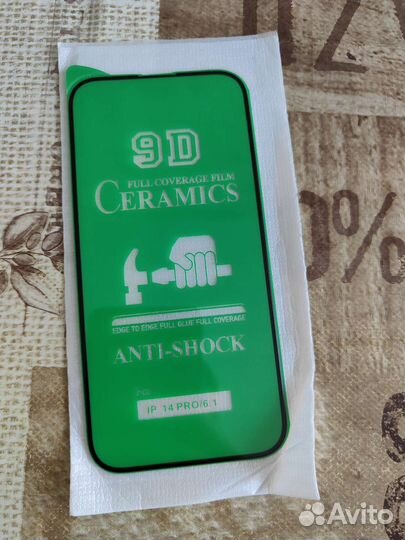 9D
FULL COVERAGE FILM
CERAMICS
EDGE TO EDGE FULL GLUE FULL COVERAGE
ANTI-SHOCK
IP 14 PRO/6.1
%
Avito